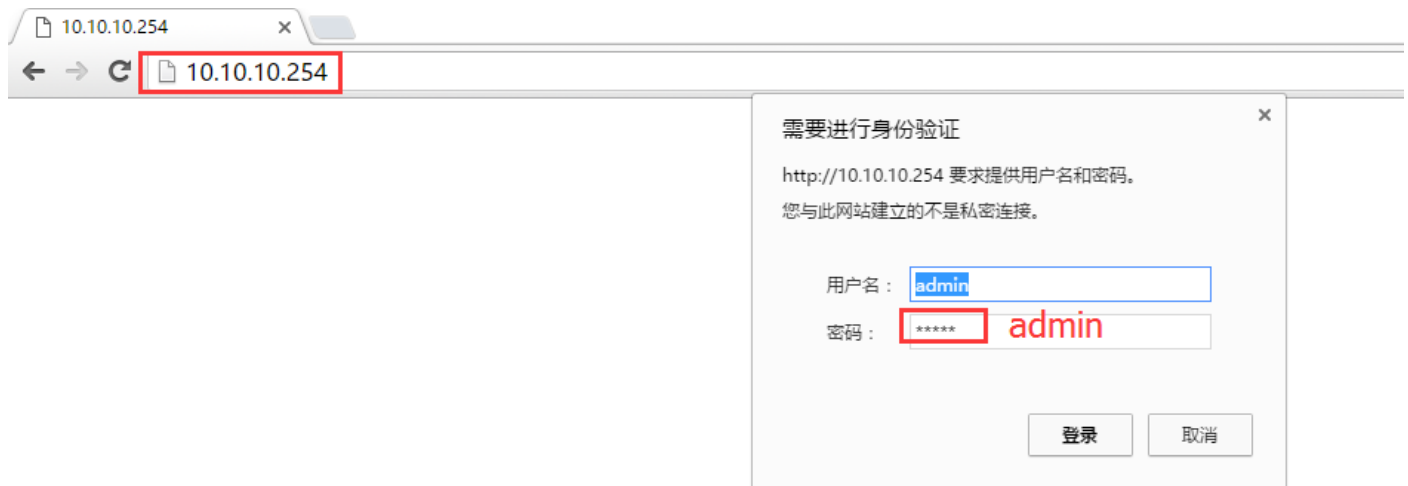 10.10.10.254
10.10.10.254
需要进行身份验证
http://10.10.10.254 要求提供用户名和密码。
您与此网站建立的不是私密连接。
用户名： admin
密码： ***** admin
登录 取消